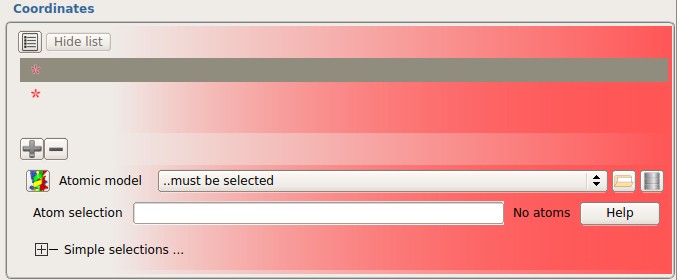 Coordinates
Hide list
*
*
Atomic model ..must be selected
Atom selection No atoms Help
Simple selections ...